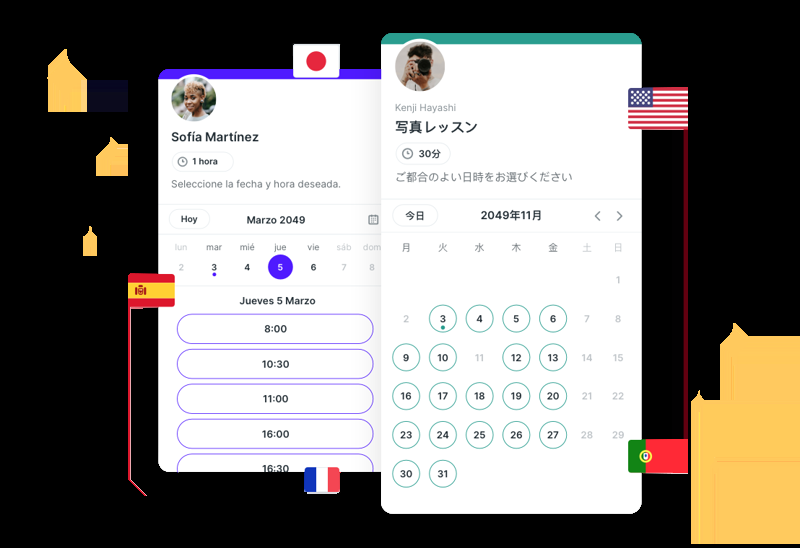 Sofía Martínez
1 hora
Seleccione la fecha y hora deseada.
Hoy
Marzo 2049
lun mar mié jue vie sáb dom
2 3 4 5 6 7 8
Jueves 5 Marzo
8:00
10:30
11:00
16:00
16:30
Kenji Hayashi
写真レッスン
30分
ご都合のよい日時をお選びください
今日
2049年11月
月 火 水 木 金 土 日
1
2 3 4 5 6 7 8
9 10 11 12 13 14 15
16 17 18 19 20 21 22
23 24 25 26 27 28 29
30 31